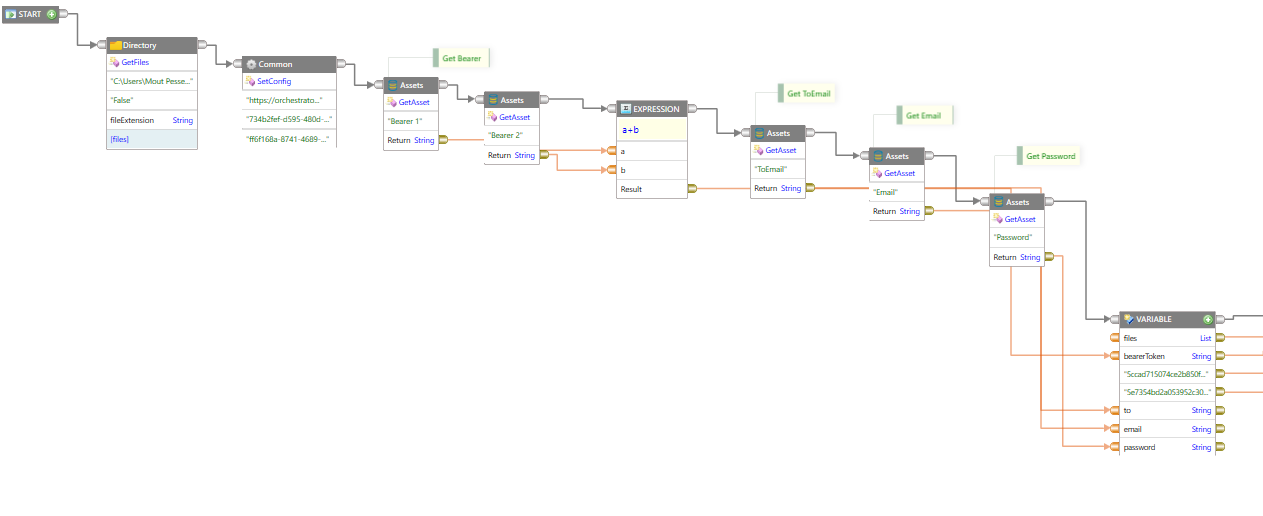 START
Directory
GetFiles
"C:\Users\Mout Pesse..."
"False"
fileExtension String
[files]
Common
SetConfig
"https://orchestrato..."
"734b2fef-d595-480d-..."
"ff6f168a-8741-4689-..."
Get Bearer
Assets
GetAsset
"Bearer 1"
Return String
Assets
GetAsset
"Bearer 2"
Return String
EXPRESSION
a+b
a
b
Result
Get ToEmail
Assets
GetAsset
"ToEmail"
Return String
Get Email
Assets
GetAsset
"Email"
Return String
Get Password
Assets
GetAsset
"Password"
Return String
VARIABLE
files List
bearerToken String
"5ccad715074ce2b850f..."
"5e7354bd2a053952c30..."
to String
email String
password String